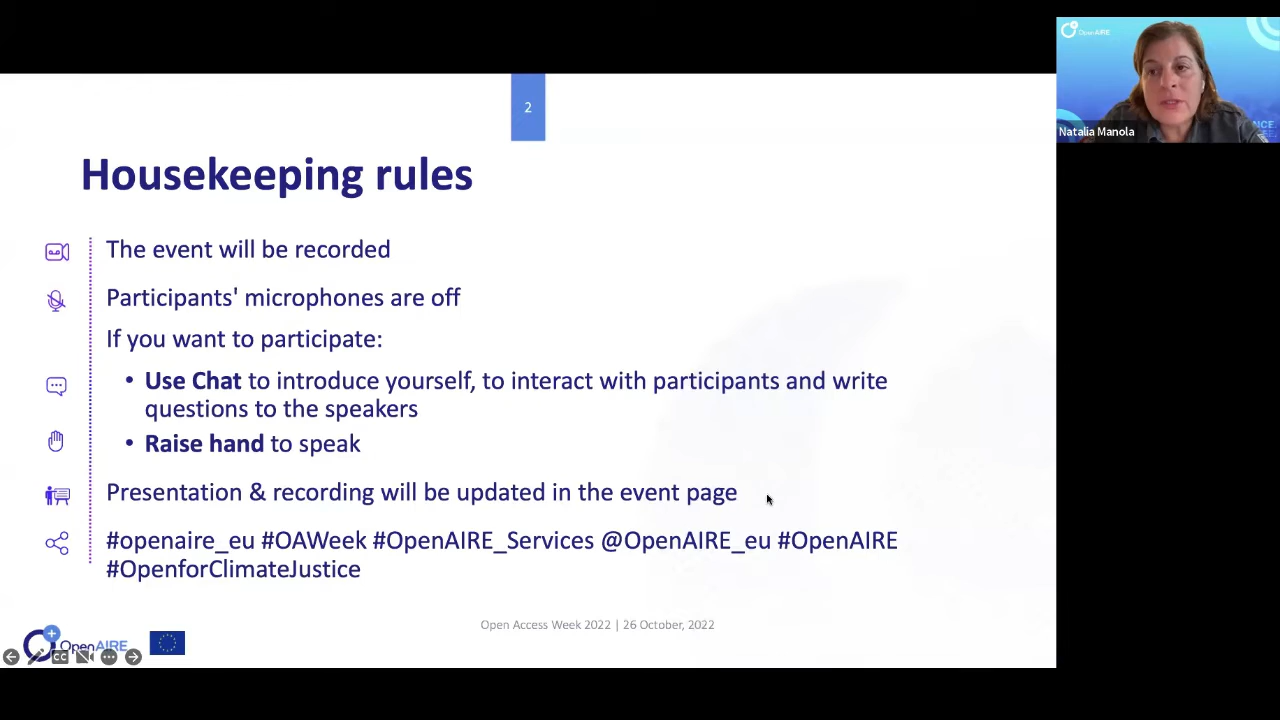 OpenAIRE
Natalia Manola
2
Housekeeping rules
The event will be recorded
Participants' microphones are off
If you want to participate:
• Use Chat to introduce yourself, to interact with participants and write
questions to the speakers
• Raise hand to speak
Presentation & recording will be updated in the event page
#openaire_eu #OAWeek #OpenAIRE_Services @OpenAIRE_eu #OpenAIRE
#OpenforClimateJustice
Open Access Week 2022 | 26 October, 2022
OpenAIRE
CC